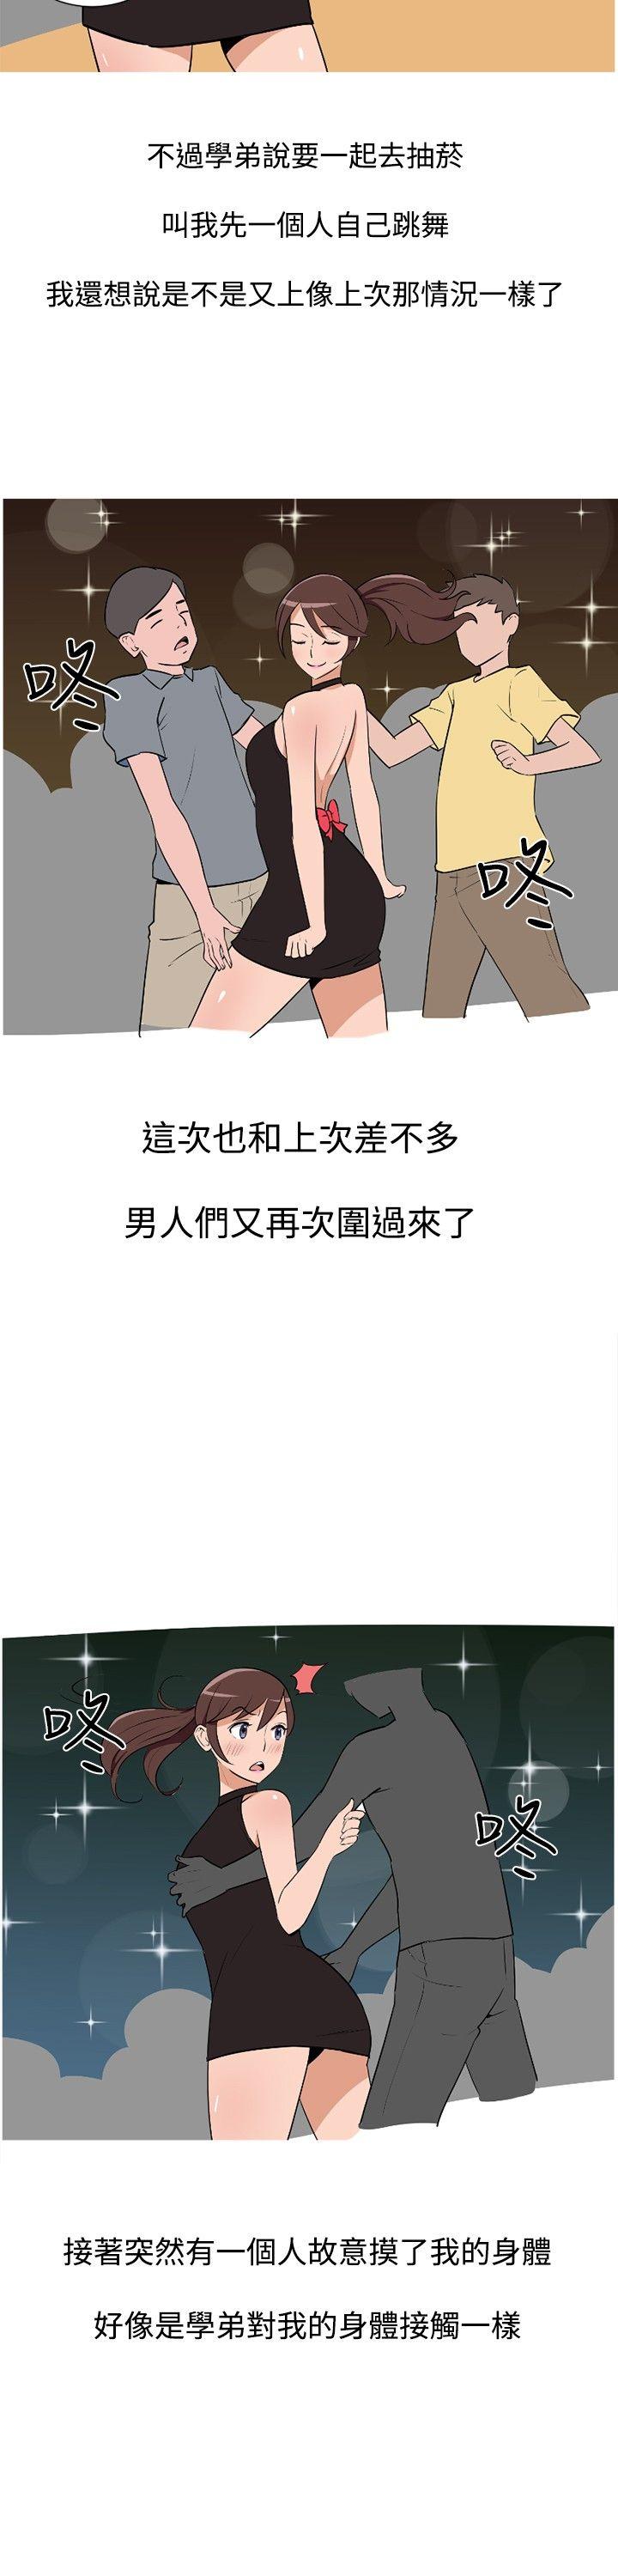 不過學弟說要一起去抽菸
叫我先一個人自己跳舞
我還想說是不是又上像上次那情況一樣了
咚
咚
這次也和上次差不多
男人們又再次圍過來了
咚
咚
接著突然有一個人故意摸了我的身體
好像是學弟對我的身體接觸一樣